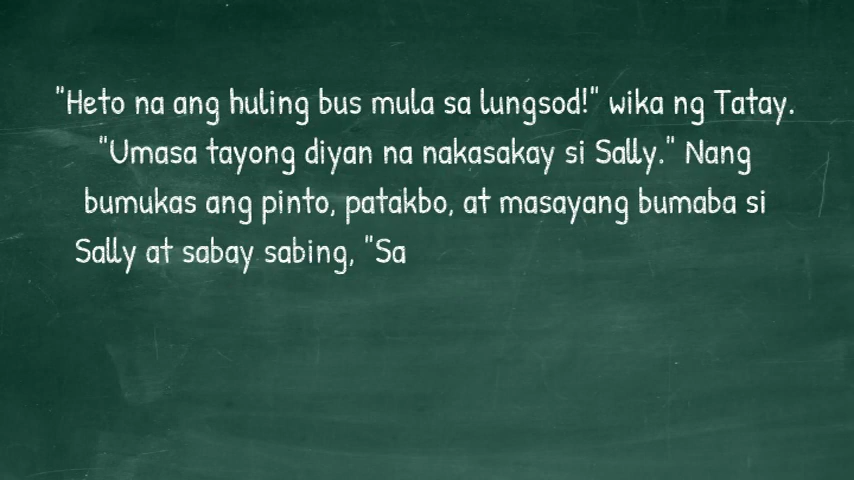 "Heto na ang huling bus mula sa lungsod!" wika ng Tatay.
"Umasa tayong diyan na nakasakay si Sally." Nang
bumukas ang pinto, patakbo, at masayang bumaba si
Sally at sabay sabing, "Sa